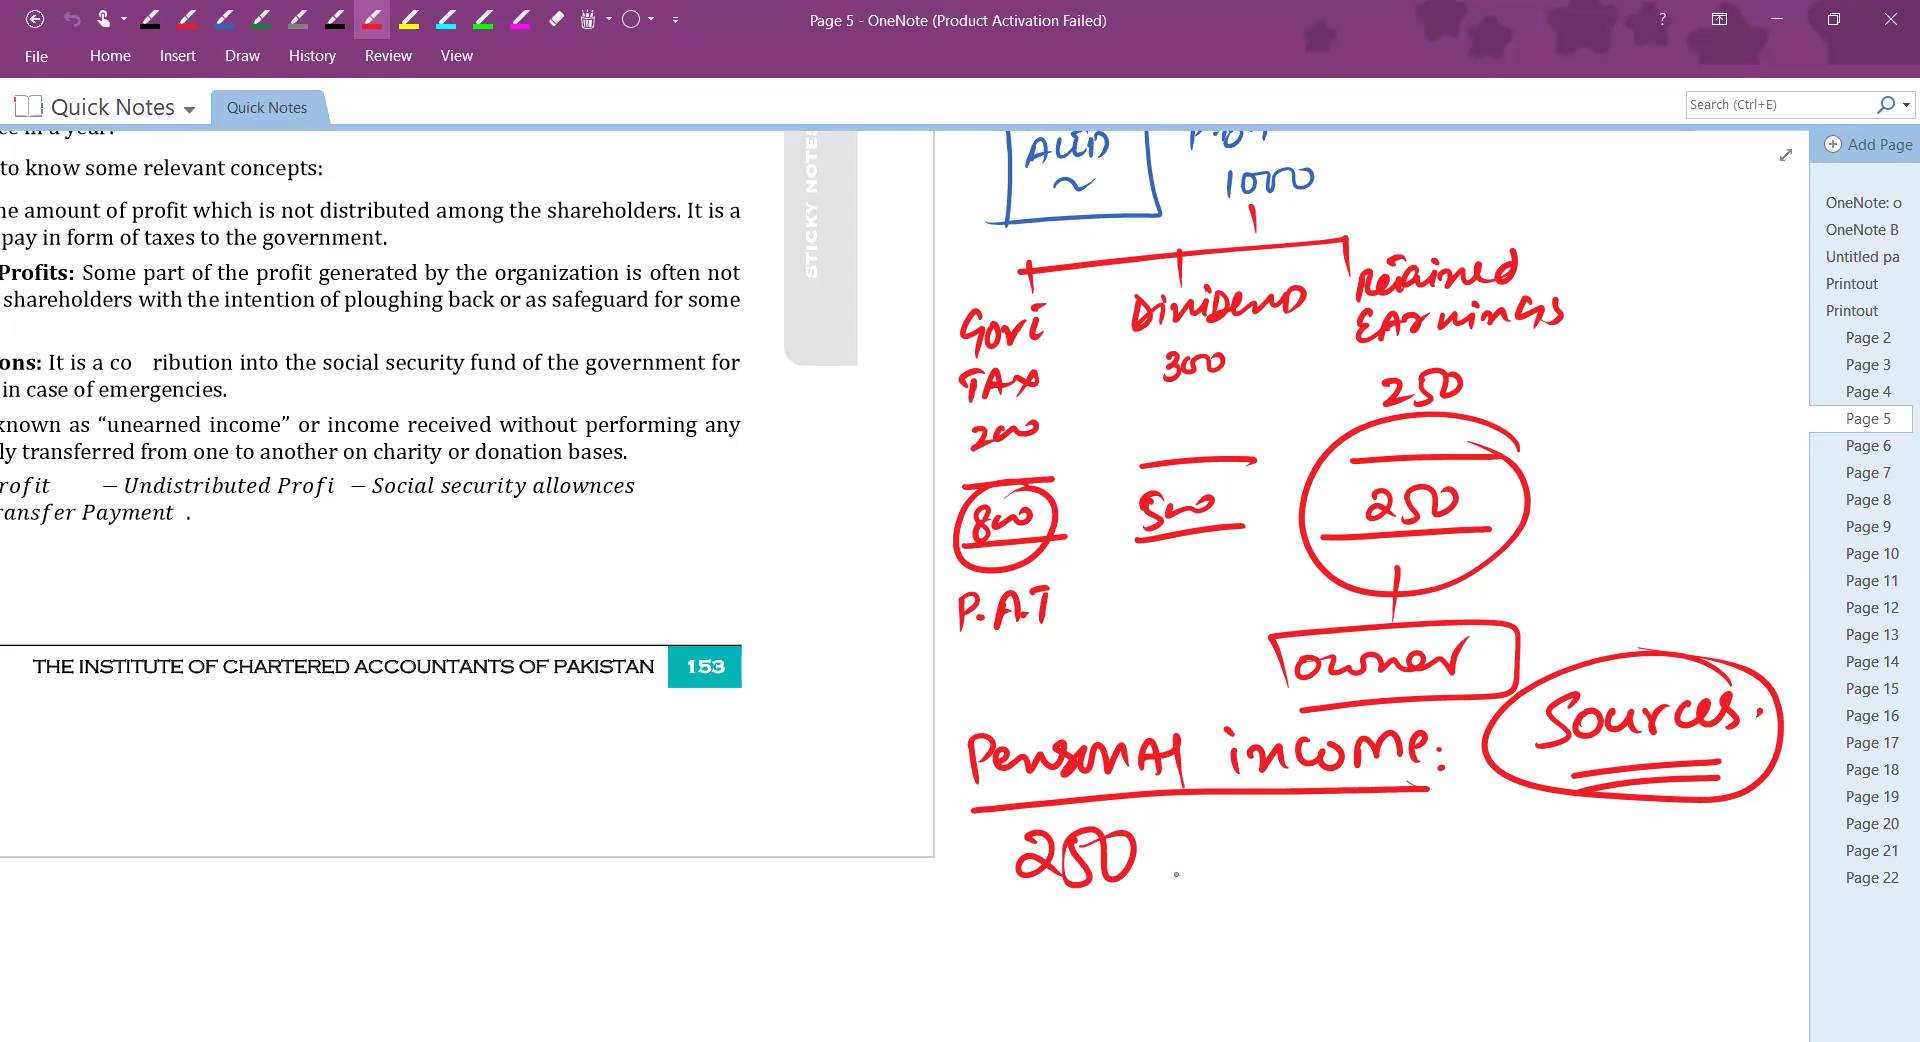 Page 5 - OneNote (Product Activation Failed)
?
File
Home
Insert
Draw
History
Review
View
Quick Notes
Quick Notes
Search (Ctrl+E)
Add Page
OneNote: o
OneNote B
Untitled pa
Printout
Printout
Page 2
Page 3
Page 4
Page 5
Page 6
Page 7
Page 8
Page 9
Page 10
Page 11
Page 12
Page 13
Page 14
Page 15
Page 16
Page 17
Page 18
Page 19
Page 20
Page 21
Page 22
to know some relevant concepts:
he amount of profit which is not distributed among the shareholders. It is a
pay in form of taxes to the government.
Profits: Some part of the profit generated by the organization is often not
shareholders with the intention of ploughing back or as safeguard for some
ons: It is a co ribution into the social security fund of the government for
in case of emergencies.
known as “unearned income” or income received without performing any
ly transferred from one to another on charity or donation bases.
rofit − Undistributed Profi − Social security allownces
ransfer Payment .
THE INSTITUTE OF CHARTERED ACCOUNTANTS OF PAKISTAN 153
STICKY NOTES
1000
Govt
TAX
200
800
P.A.T
Dividend
300
500
Retained
Earnings
250
250
owner
Personal income:
Sources.
250